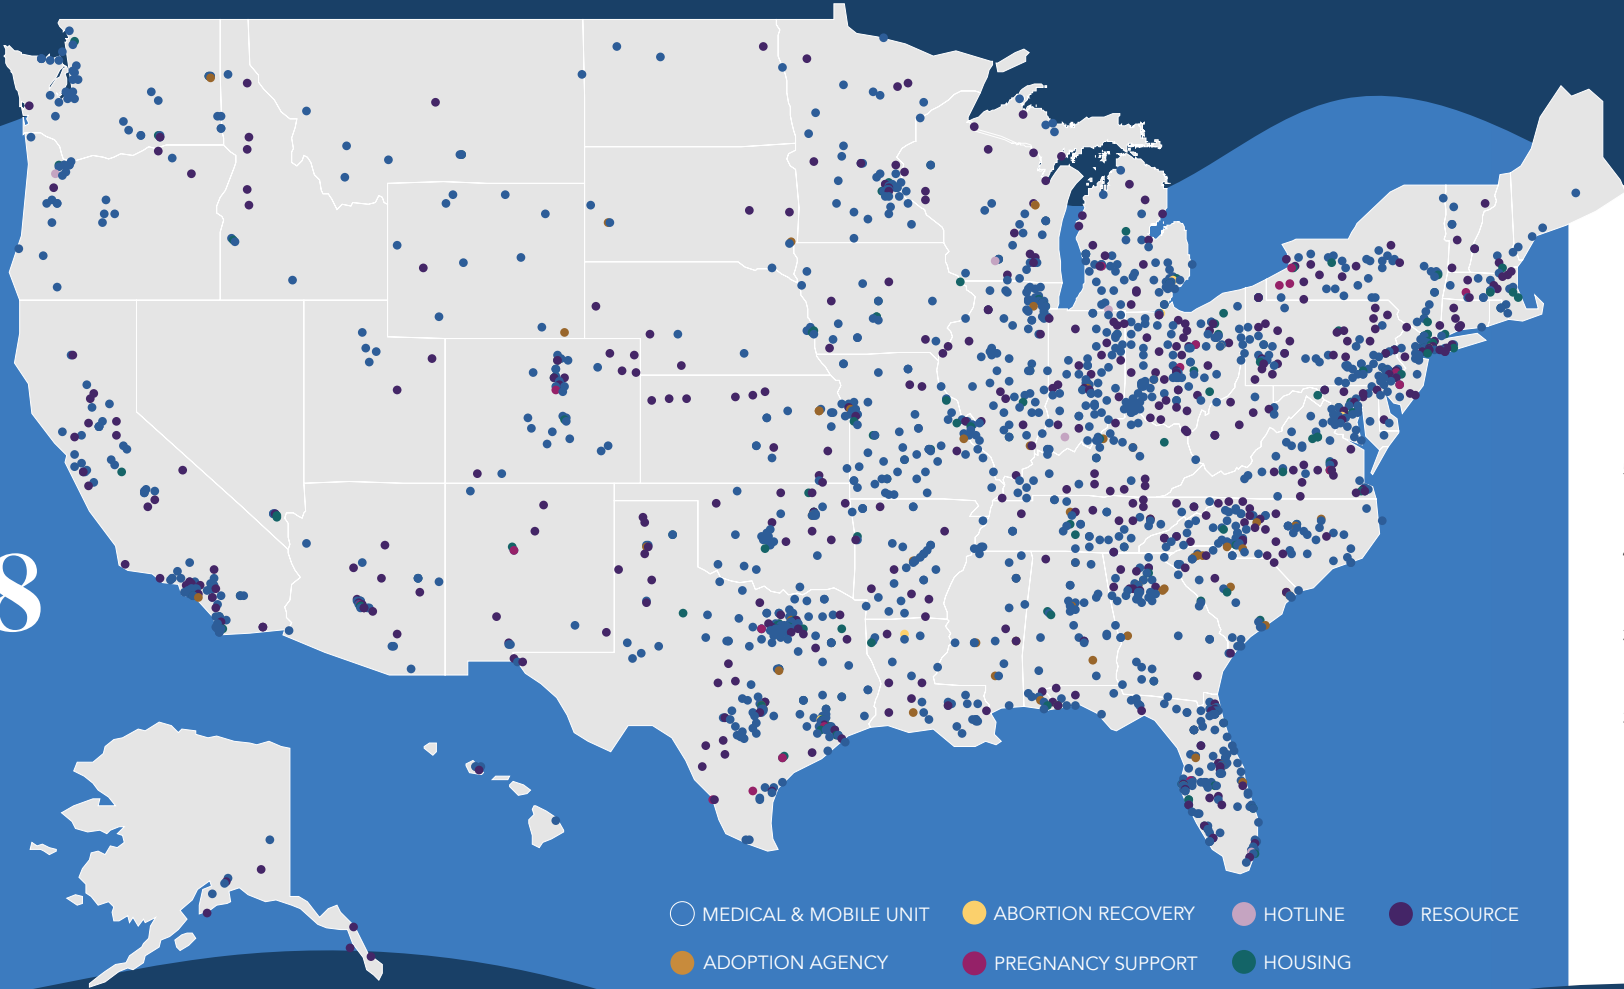 8
MEDICAL & MOBILE UNIT
ABORTION RECOVERY
HOTLINE
RESOURCE
ADOPTION AGENCY
PREGNANCY SUPPORT
HOUSING